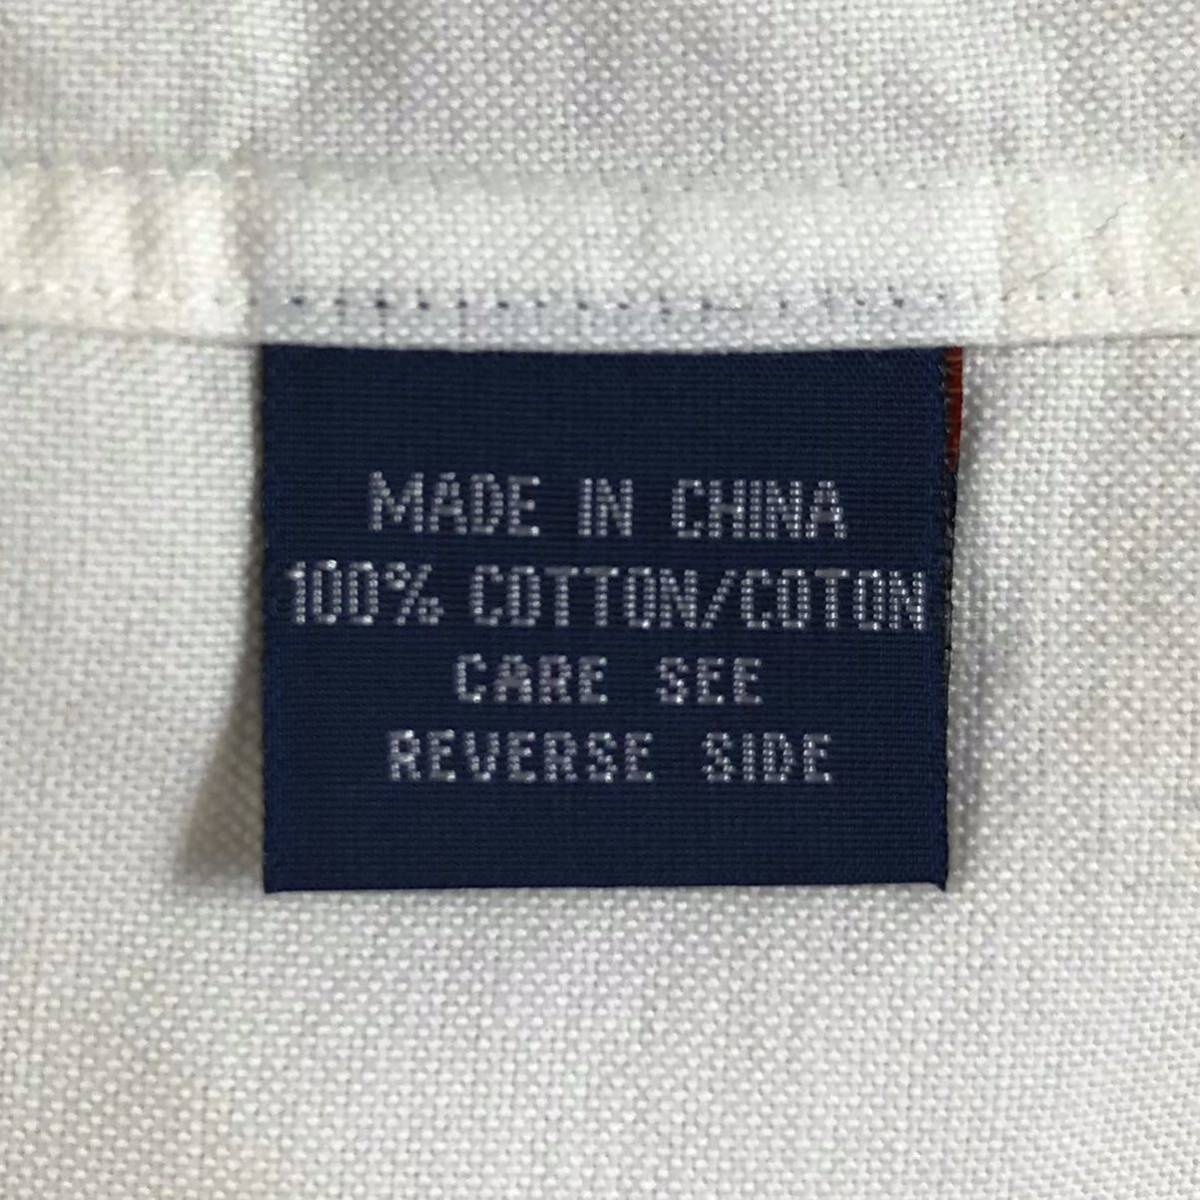 MADE IN CHINA
100% COTTON/COTON
CARE SEE
REVERSE SIDE